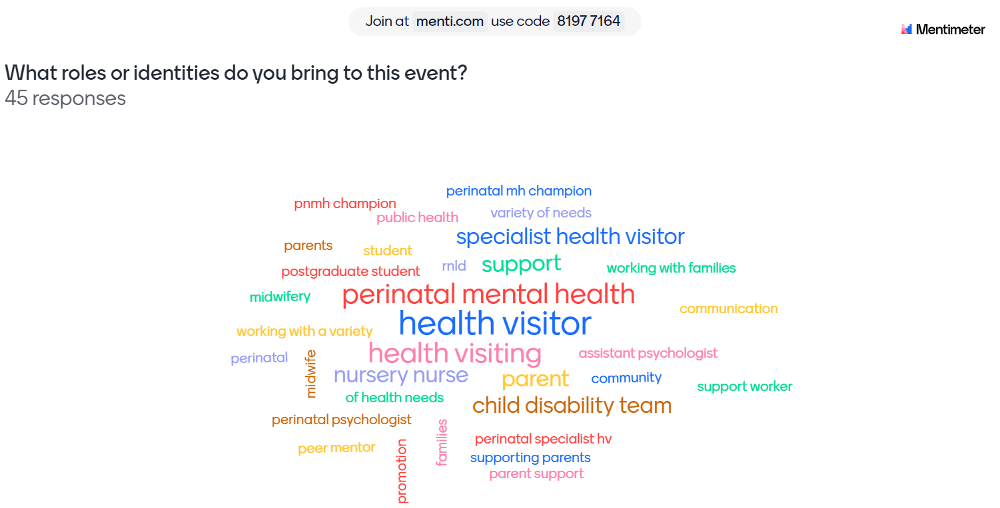 Join at menti.com use code 8197 7164
Mentimeter
What roles or identities do you bring to this event?
45 responses
perinatal mh champion
pnmh champion
public health
variety of needs
specialist health visitor
parents
student
rnld
support
working with families
postgraduate student
midwifery
perinatal mental health
communication
health visitor
working with a variety
health visiting
assistant psychologist
perinatal
midwife
nursery nurse
parent
community
support worker
of health needs
child disability team
perinatal psychologist
families
perinatal specialist hv
peer mentor
promotion
supporting parents
parent support